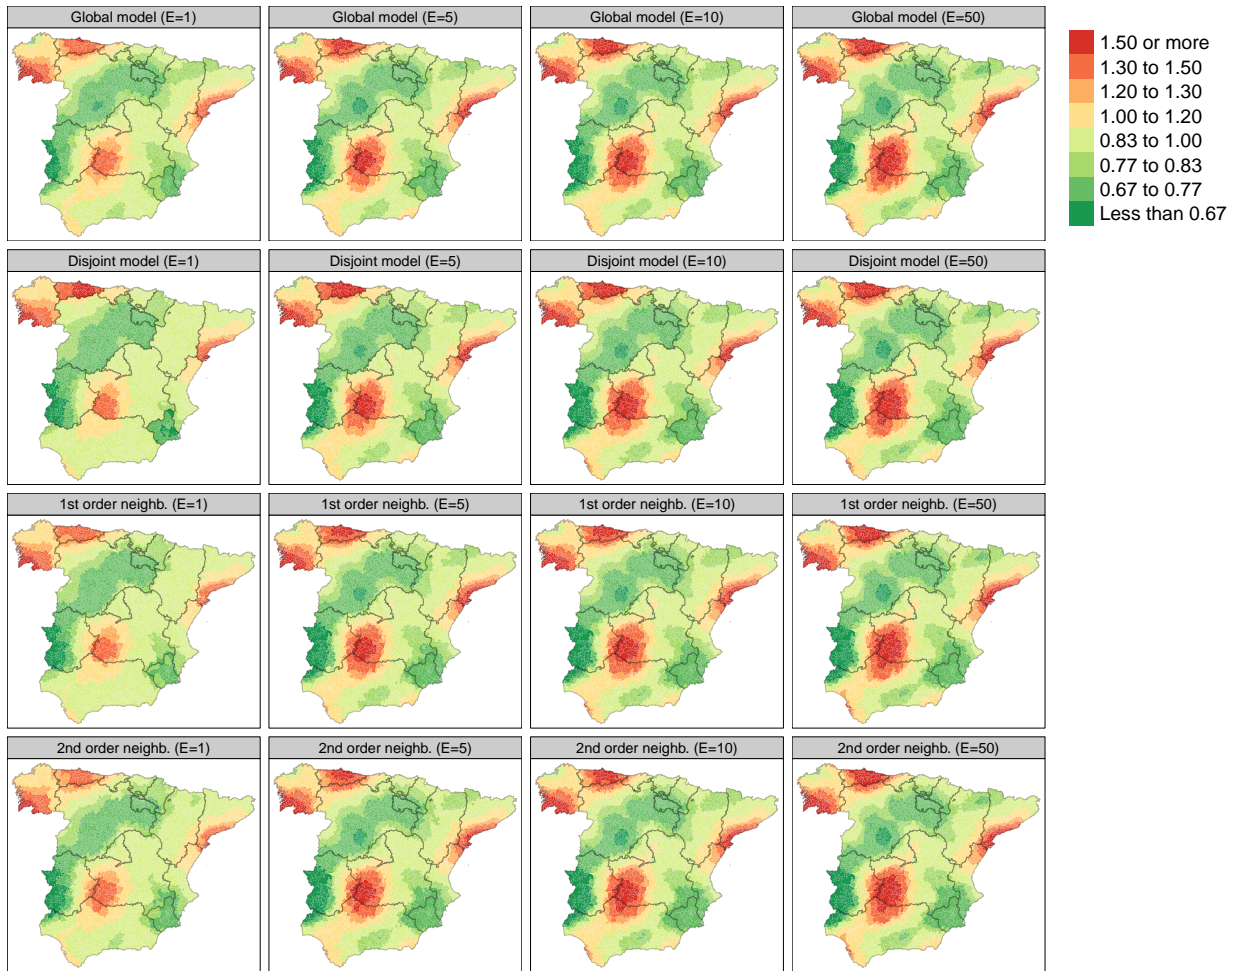 Global model (E=1)
Global model (E=5)
Global model (E=10)
Global model (E=50)
1.50 or more
1.30 to 1.50
1.20 to 1.30
1.00 to 1.20
0.83 to 1.00
0.77 to 0.83
0.67 to 0.77
Less than 0.67
Disjoint model (E=1)
Disjoint model (E=5)
Disjoint model (E=10)
Disjoint model (E=50)
1st order neighb. (E=1)
1st order neighb. (E=5)
1st order neighb. (E=10)
1st order neighb. (E=50)
2nd order neighb. (E=1)
2nd order neighb. (E=5)
2nd order neighb. (E=10)
2nd order neighb. (E=50)